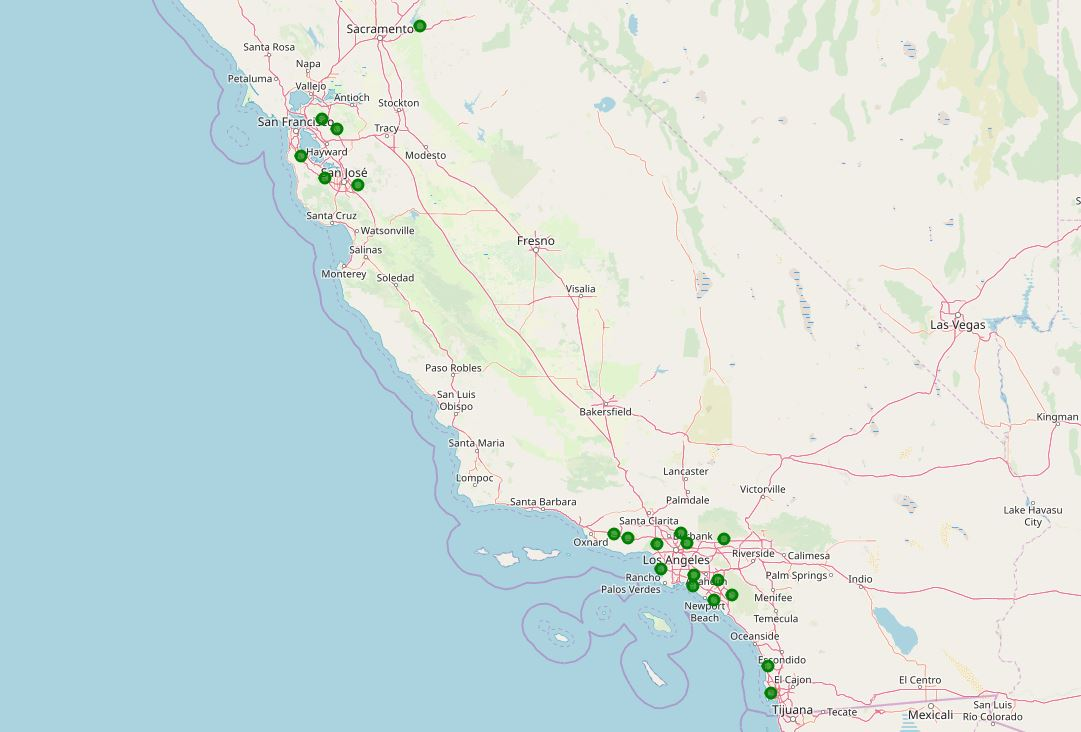 Sacramento
Santa Rosa
Napa
Petaluma
Vallejo
Antioch
Stockton
San Francisco
Tracy
Hayward
Modesto
San José
Santa Cruz
Watsonville
Fresno
Salinas
Monterey
Soledad
Visalia
Las Vegas
Paso Robles
San Luis
Obispo
Bakersfield
Kingman
Santa Maria
Lancaster
Lompoc
Victorville
Palmdale
Santa Barbara
Lake Havasu
City
Santa Clarita
Oxnard
Burbank
Riverside
Calimesa
Los Angeles
Rancho
Palos Verdes
Anaheim
Palm Springs
Indio
Menifee
Newport
Beach
Temecula
Oceanside
Escondido
El Cajon
El Centro
Tijuana
Tecate
Mexicali
San Luis
Río Colorado
S